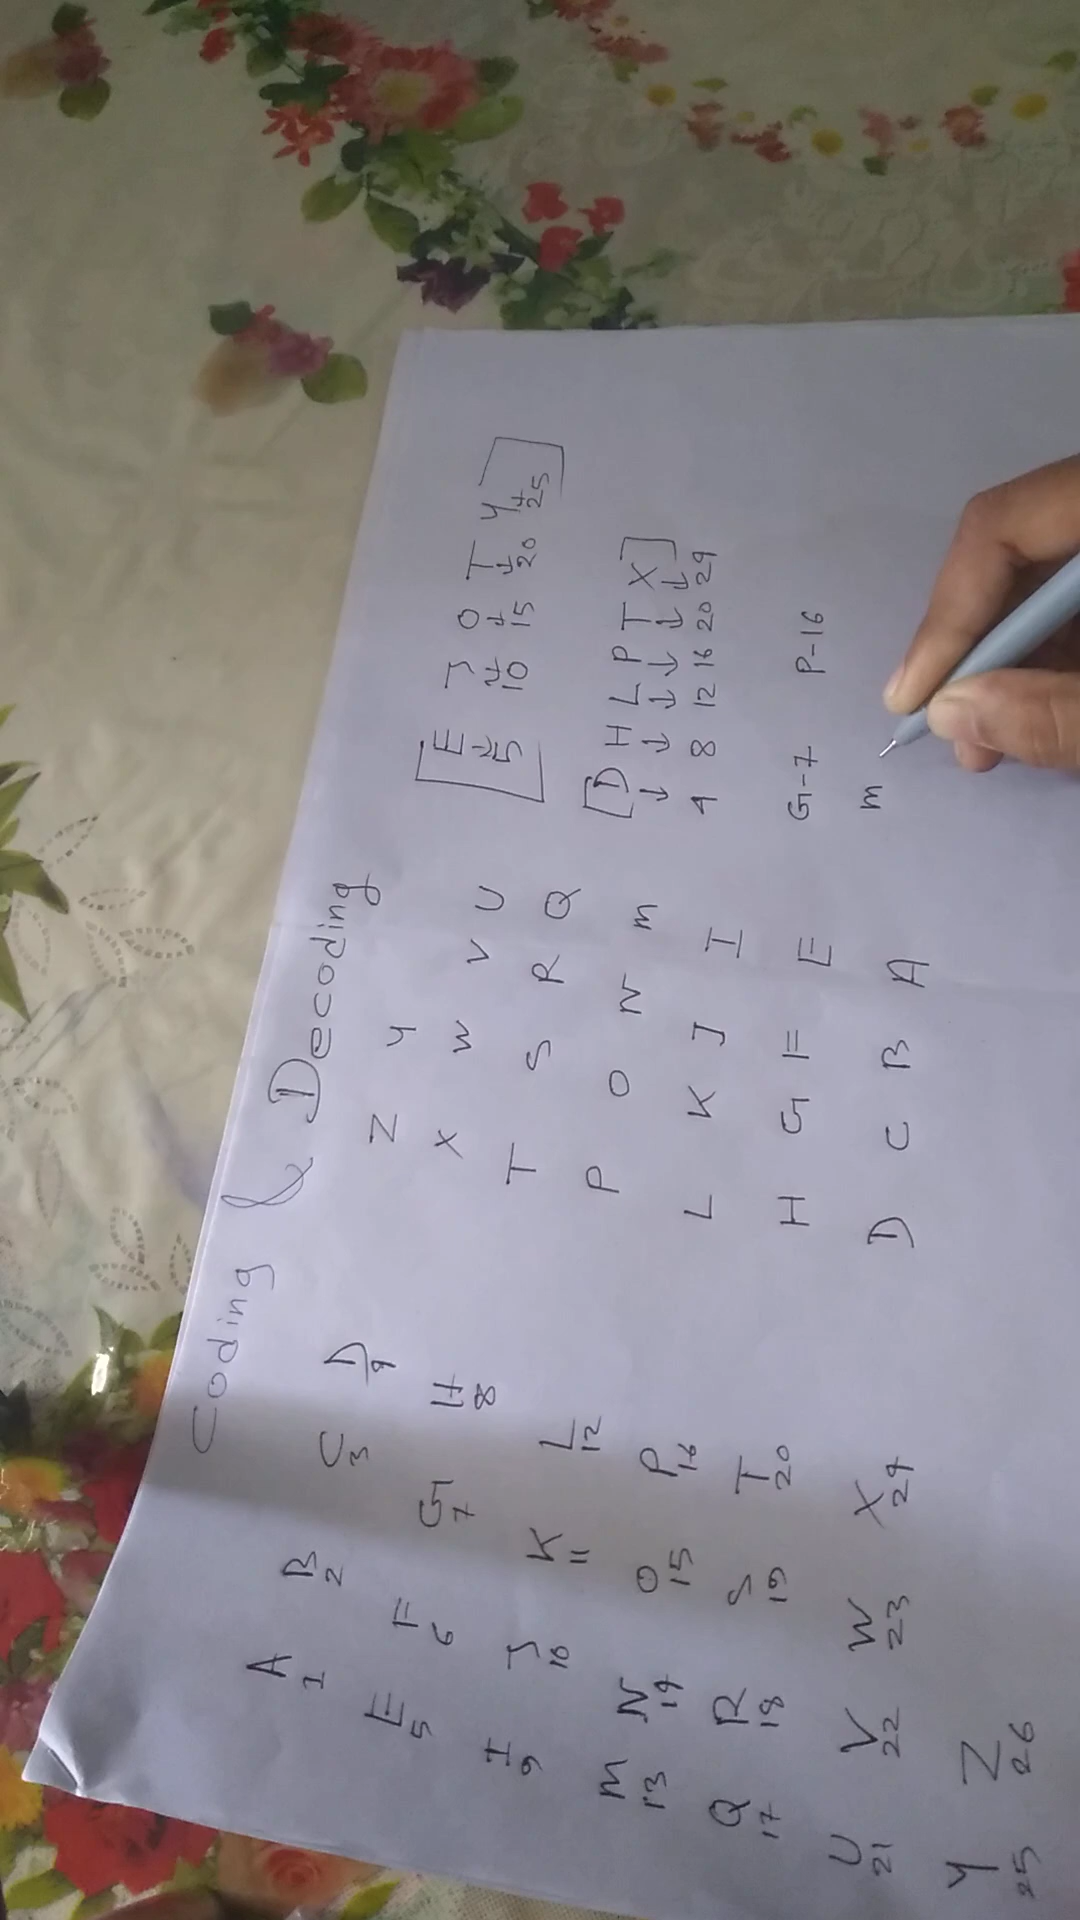 Coding & Decoding
A B C D
1 2 3 4
E F G H
5 6 7 8
I J K L
9 10 11 12
M N O P
13 14 15 16
Q R S T
17 18 19 20
U V W X
21 22 23 24
Y Z
25 26
Z Y
X W V U
T S R Q
P O N M
L K J I
H G F E
D C B A
[E J O T Y]
↓ ↓ ↓ ↓ ↓
5 10 15 20 25
[D H L P T X]
↓ ↓ ↓ ↓ ↓ ↓
4 8 12 16 20 24
G-7 P-16
M